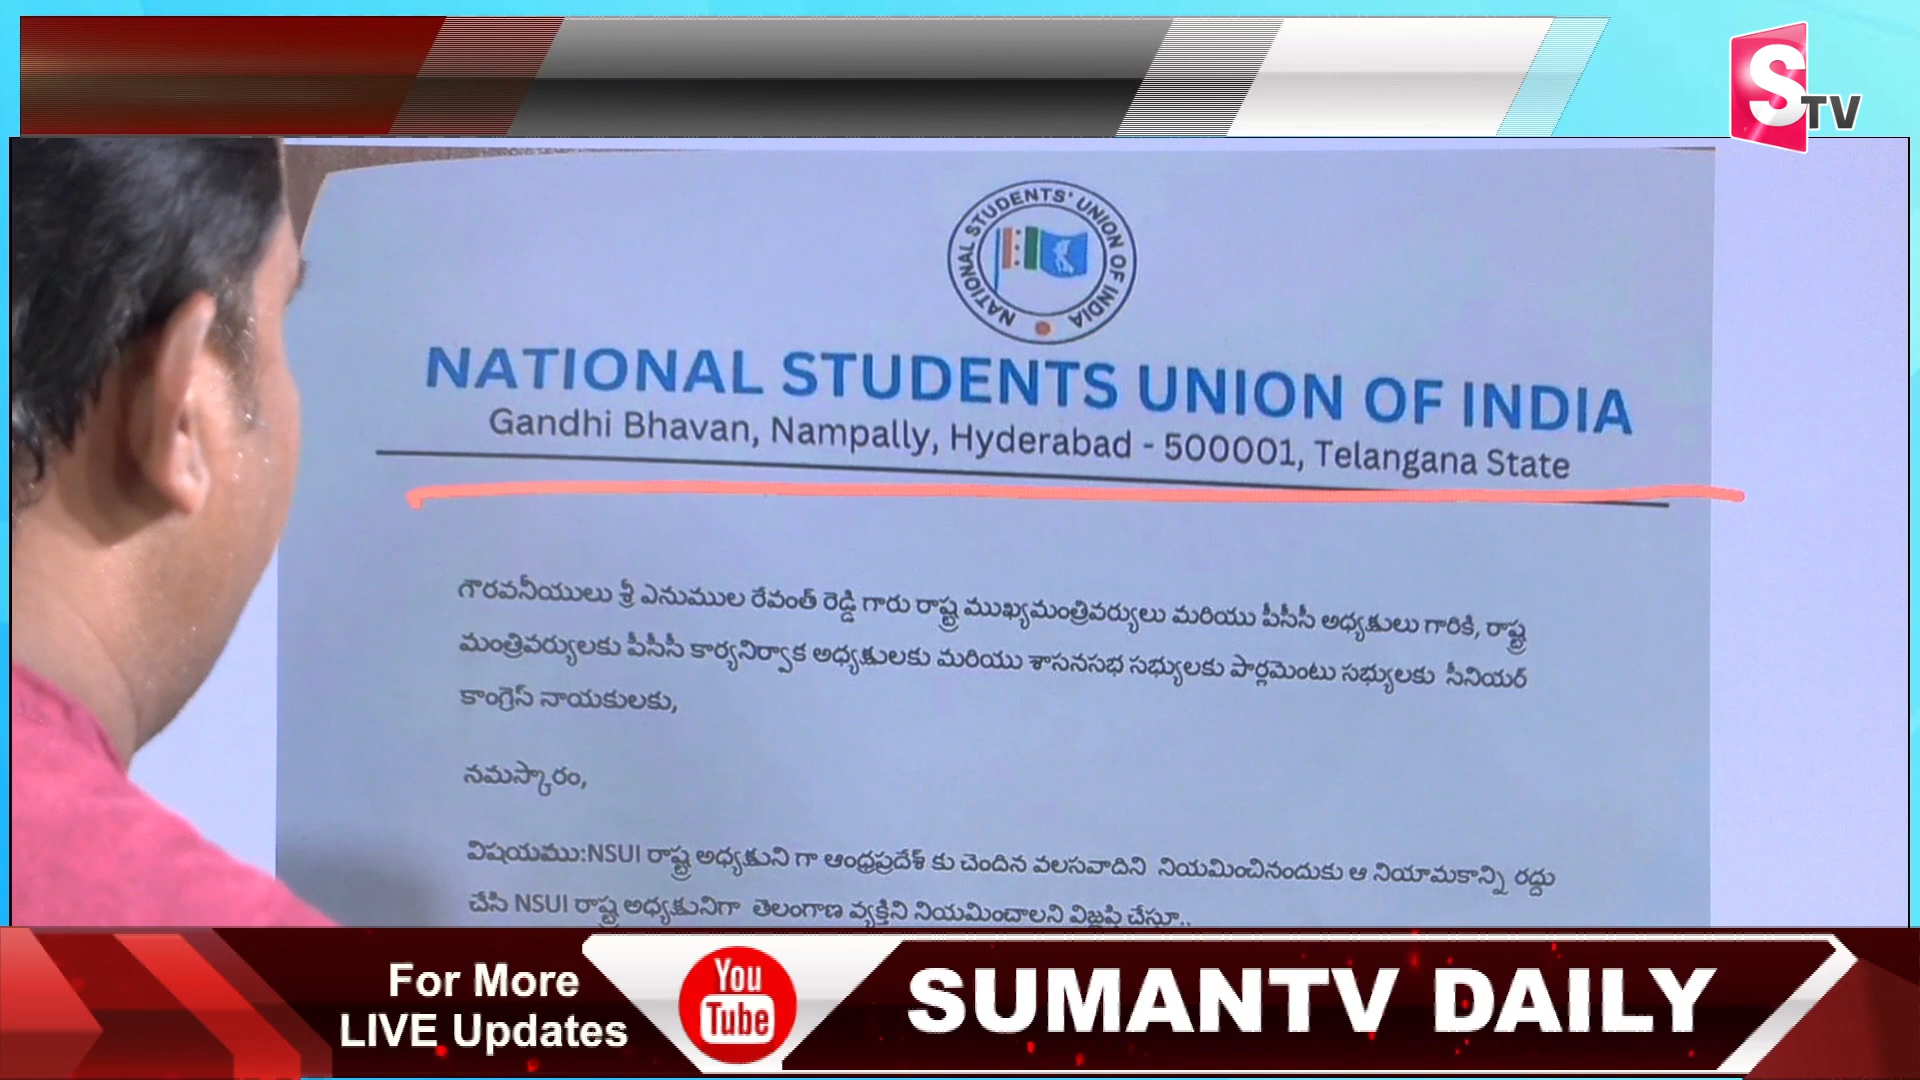 S TV
NATIONAL STUDENTS' UNION OF INDIA
NATIONAL STUDENTS UNION OF INDIA
Gandhi Bhavan, Nampally, Hyderabad - 500001, Telangana State
గౌరవనీయులు శ్రీ ఎనుముల రేవంత్ రెడ్డి గారు రాష్ట్ర ముఖ్యమంత్రివర్యులు మరియు పీసీసీ అధ్యక్షులు గారికి, రాష్ట్ర
మంత్రివర్యులకు పీసీసీ కార్యనిర్వాక అధ్యక్షులకు మరియు శాసనసభ సభ్యులకు పార్లమెంటు సభ్యులకు సీనియర్
కాంగ్రెస్ నాయకులకు,
నమస్కారం,
విషయము:NSUI రాష్ట్ర అధ్యక్షుని గా ఆంధ్రప్రదేశ్ కు చెందిన వలసవాదిని నియమించినందుకు ఆ నియామకాన్ని రద్దు
చేసి NSUI రాష్ట్ర అధ్యక్షునిగా తెలంగాణ వ్యక్తిని నియమించాలని విజ్ఞప్తి చేస్తూ..
For More
LIVE Updates
You
Tube
SUMANTV DAILY